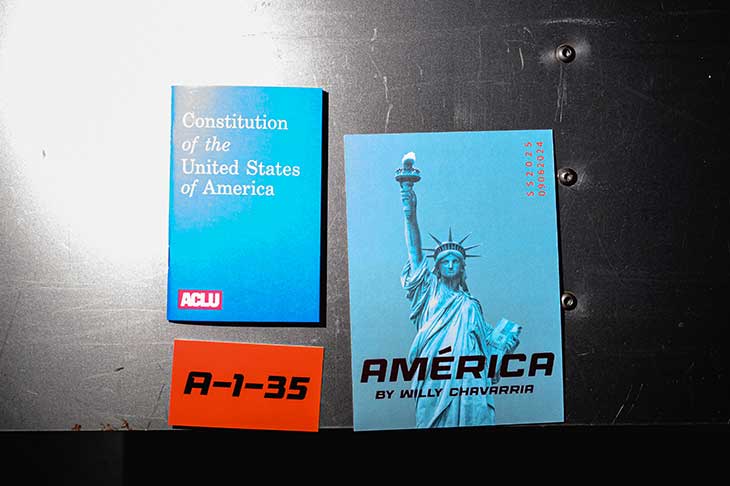 Constitution
of the
United States
of America
ACLU
A-1-35
SS2025
09062024
AMÉRICA
BY WILLY CHAVARRIA